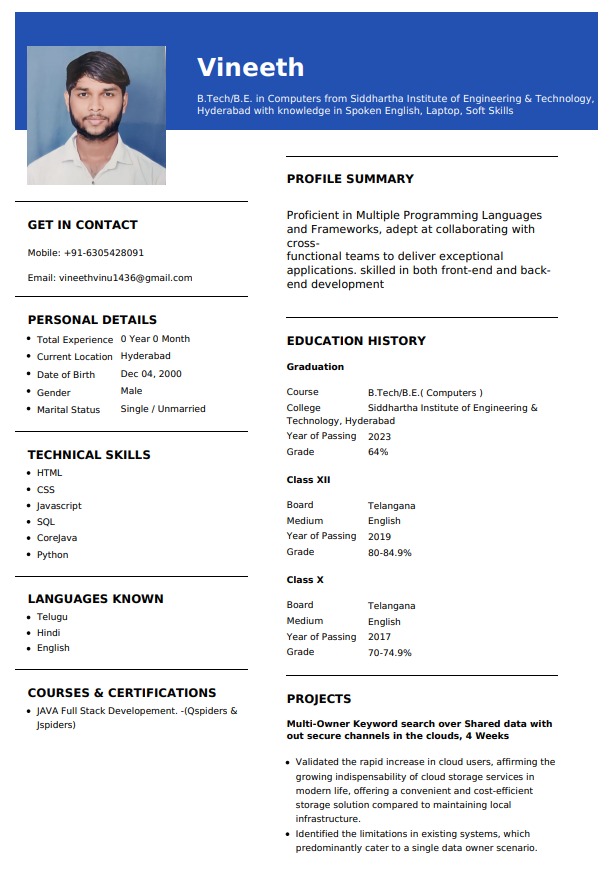 Vineeth
B.Tech/B.E. in Computers from Siddhartha Institute of Engineering & Technology,
Hyderabad with knowledge in Spoken English, Laptop, Soft Skills
GET IN CONTACT
Mobile: +91-6305428091
Email: vineethvinu1436@gmail.com
PERSONAL DETAILS
• Total Experience 0 Year 0 Month
• Current Location Hyderabad
• Date of Birth Dec 04, 2000
• Gender Male
• Marital Status Single / Unmarried
TECHNICAL SKILLS
• HTML
• CSS
• Javascript
• SQL
• CoreJava
• Python
LANGUAGES KNOWN
• Telugu
• Hindi
• English
COURSES & CERTIFICATIONS
• JAVA Full Stack Developement. -(Qspiders &
Jspiders)
PROFILE SUMMARY
Proficient in Multiple Programming Languages
and Frameworks, adept at collaborating with
cross-
functional teams to deliver exceptional
applications. skilled in both front-end and back-
end development
EDUCATION HISTORY
Graduation
Course B.Tech/B.E.( Computers )
College Siddhartha Institute of Engineering &
Technology, Hyderabad
Year of Passing 2023
Grade 64%
Class XII
Board Telangana
Medium English
Year of Passing 2019
Grade 80-84.9%
Class X
Board Telangana
Medium English
Year of Passing 2017
Grade 70-74.9%
PROJECTS
Multi-Owner Keyword search over Shared data with
out secure channels in the clouds, 4 Weeks
• Validated the rapid increase in cloud users, affirming the
growing indispensability of cloud storage services in
modern life, offering a convenient and cost-efficient
storage solution compared to maintaining local
infrastructure.
• Identified the limitations in existing systems, which
predominantly cater to a single data owner scenario.